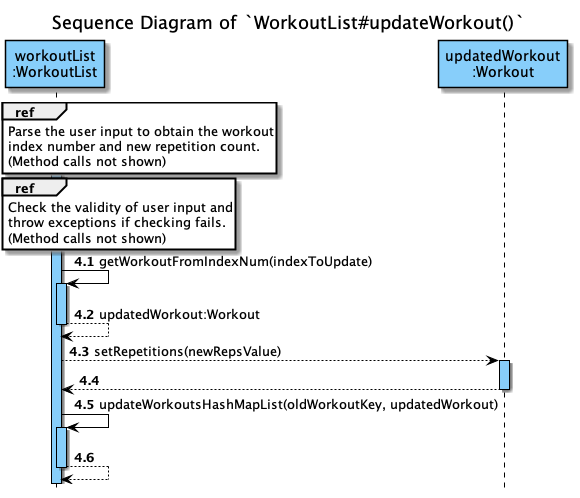 Sequence Diagram of `WorkoutList#updateWorkout()`
workoutList
:WorkoutList
updatedWorkout
:Workout
ref
Parse the user input to obtain the workout
index number and new repetition count.
(Method calls not shown)
ref
Check the validity of user input and
throw exceptions if checking fails.
(Method calls not shown)
4.1 getWorkoutFromIndexNum(indexToUpdate)
4.2 updatedWorkout:Workout
4.3 setRepetitions(newRepsValue)
4.4
4.5 updateWorkoutsHashMapList(oldWorkoutKey, updatedWorkout)
4.6